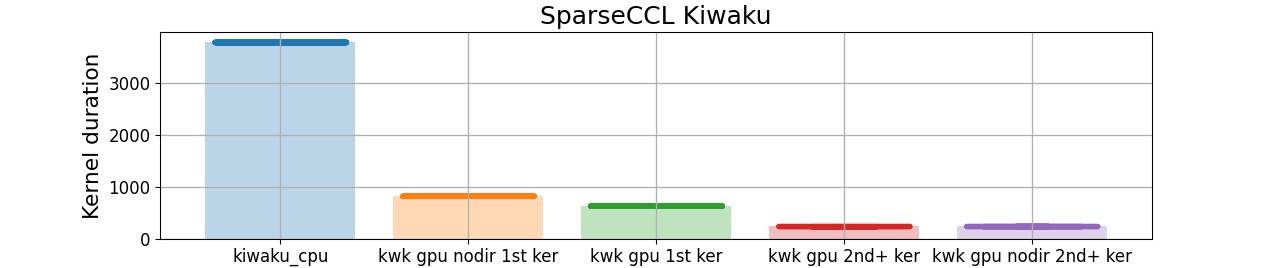 SparseCCL Kiwaku
Kernel duration
3000
2000
1000
0
kiwaku_cpu
kwk gpu nodir 1st ker
kwk gpu 1st ker
kwk gpu 2nd+ ker
kwk gpu nodir 2nd+ ker